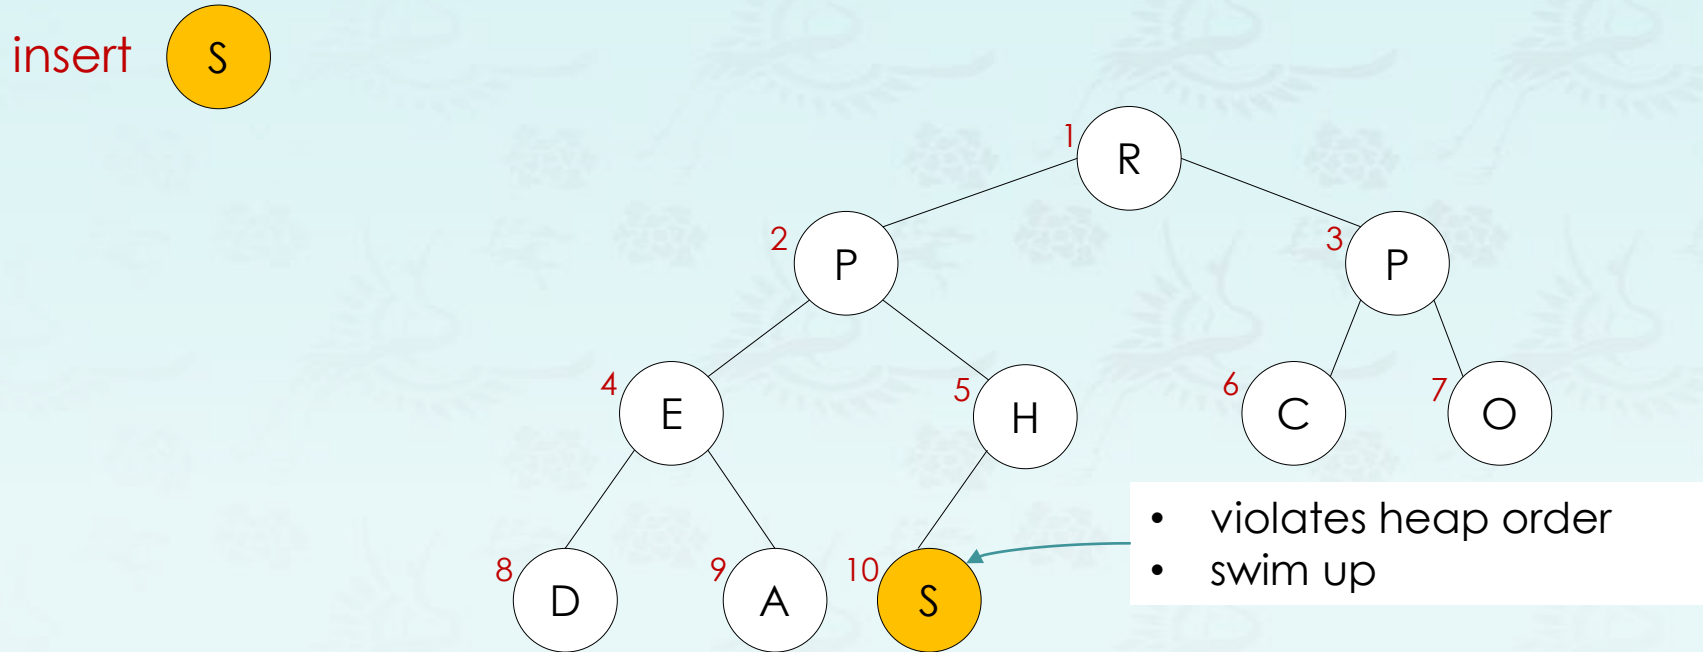 insert S
1 R
2 P 3 P
4 E 5 H 6 C 7 O
• violates heap order
• swim up
8 D 9 A 10 S